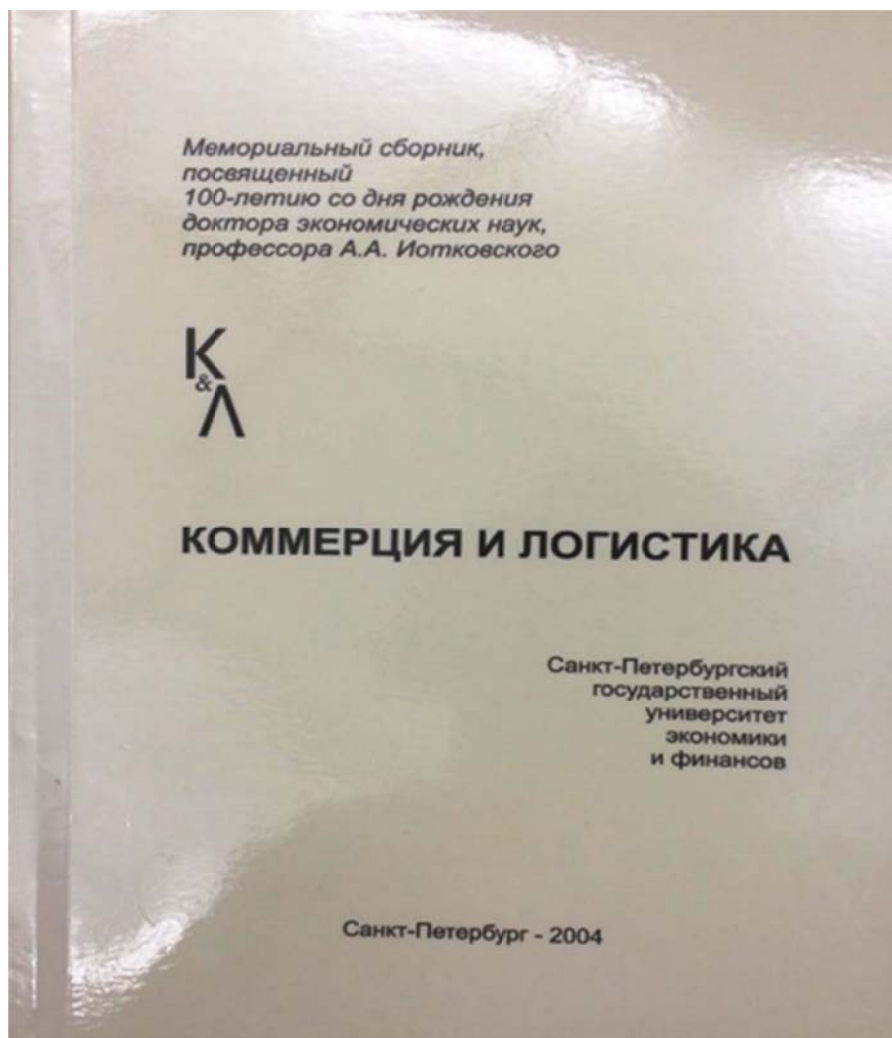 Мемориальный сборник,
посвященный
100-летию со дня рождения
доктора экономических наук,
профессора А.А. Иотковского
К
&
Л
КОММЕРЦИЯ И ЛОГИСТИКА
Санкт-Петербургский
государственный
университет
экономики
и финансов
Санкт-Петербург - 2004